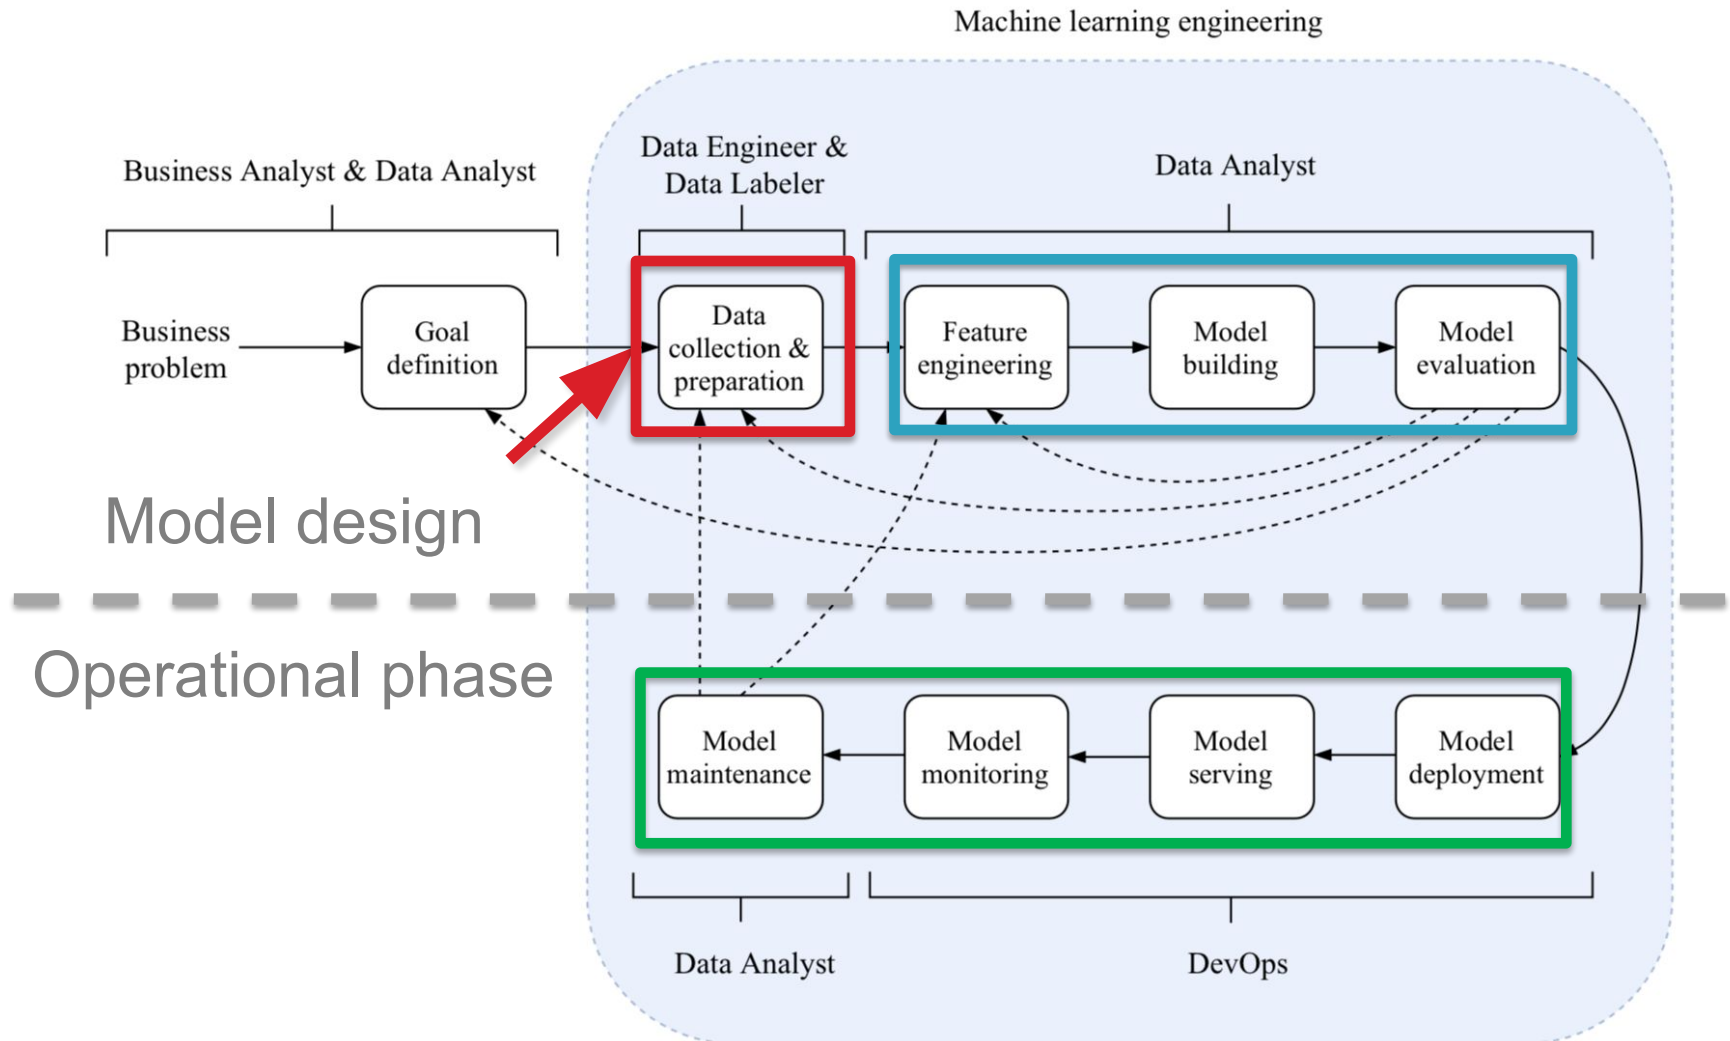 Machine learning engineering
Business Analyst & Data Analyst
Data Engineer &
Data Labeler
Data Analyst
Business
problem
Goal
definition
Data
collection &
preparation
Feature
engineering
Model
building
Model
evaluation
Model design
Operational phase
Model
maintenance
Model
monitoring
Model
serving
Model
deployment
Data Analyst
DevOps